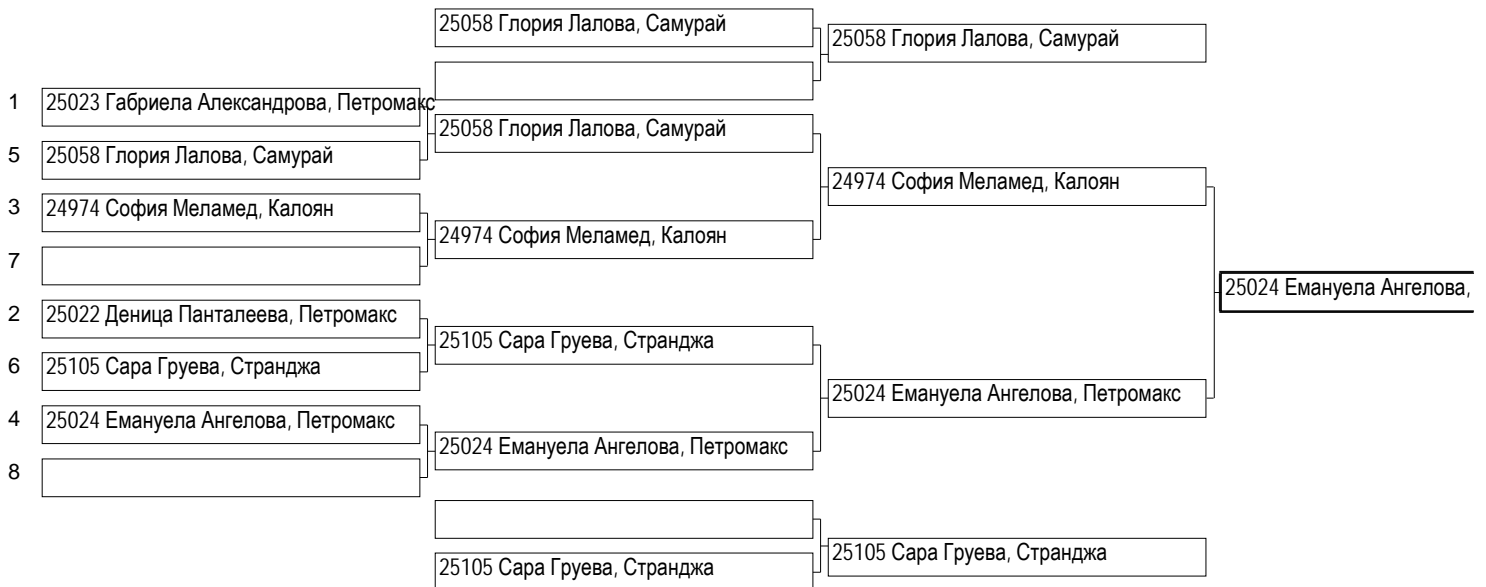 25058 Глория Лалова, Самурай
25058 Глория Лалова, Самурай
1 25023 Габриела Александрова, Петромакс
25058 Глория Лалова, Самурай
5 25058 Глория Лалова, Самурай
24974 София Меламед, Калоян
3 24974 София Меламед, Калоян
24974 София Меламед, Калоян
7
25024 Емануела Ангелова,
2 25022 Деница Панталеева, Петромакс
25105 Сара Груева, Странджа
6 25105 Сара Груева, Странджа
25024 Емануела Ангелова, Петромакс
4 25024 Емануела Ангелова, Петромакс
25024 Емануела Ангелова, Петромакс
8
25105 Сара Груева, Странджа
25105 Сара Груева, Странджа